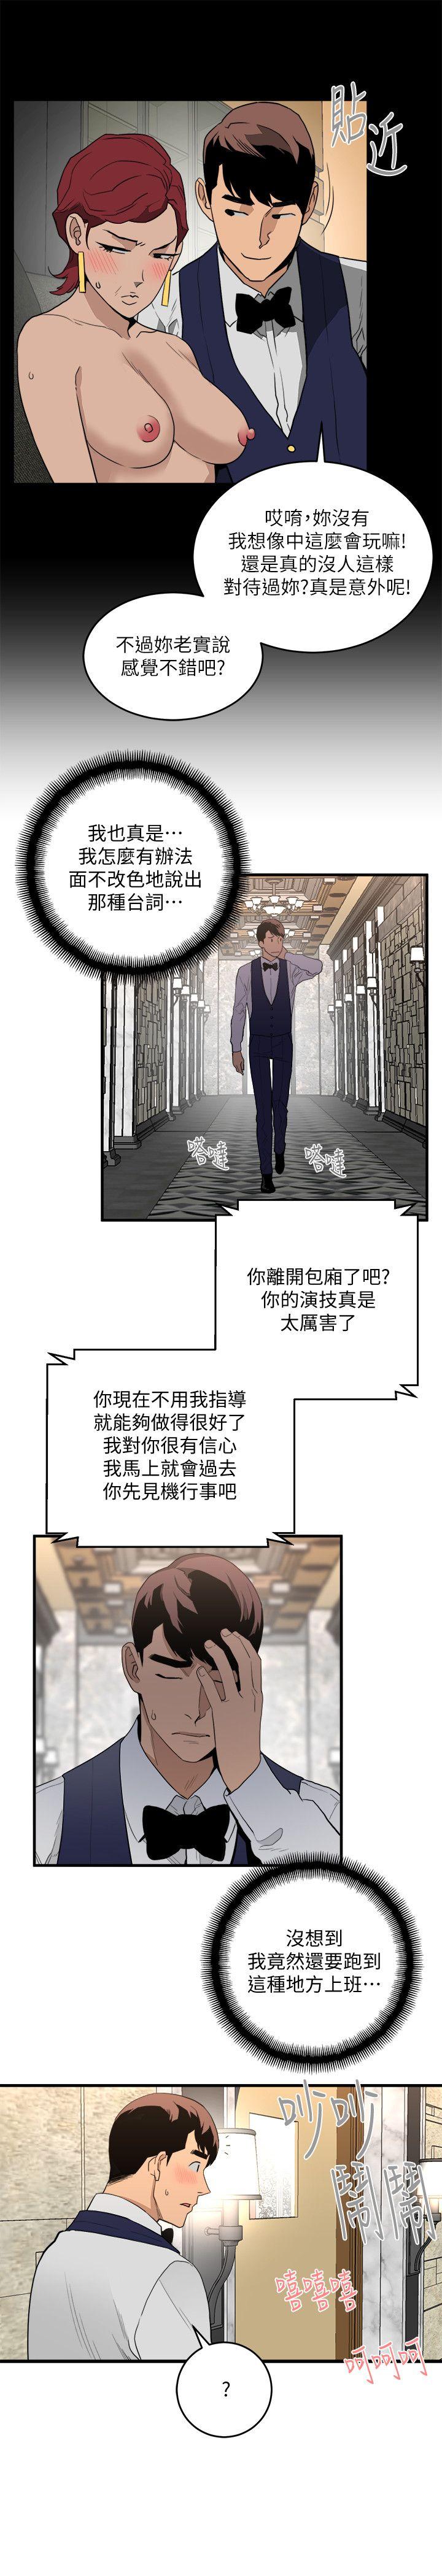 貼近
哎唷，妳沒有
我想像中這麼會玩嘛！
還是真的沒人這樣
對待過妳？真是意外呢！
不過妳老實說
感覺不錯吧？
我也真是…
我怎麼有辦法
面不改色地說出
那種台詞…
嗒噠
嗒噠
你離開包廂了吧？
你的演技真是
太厲害了
你現在不用我指導
就能夠做得很好了
我對你很有信心
我馬上就會過去
你先見機行事吧
沒想到
我竟然還要跑到
這種地方上班…
吵吵
鬧鬧
嘻嘻嘻
呵呵呵
？